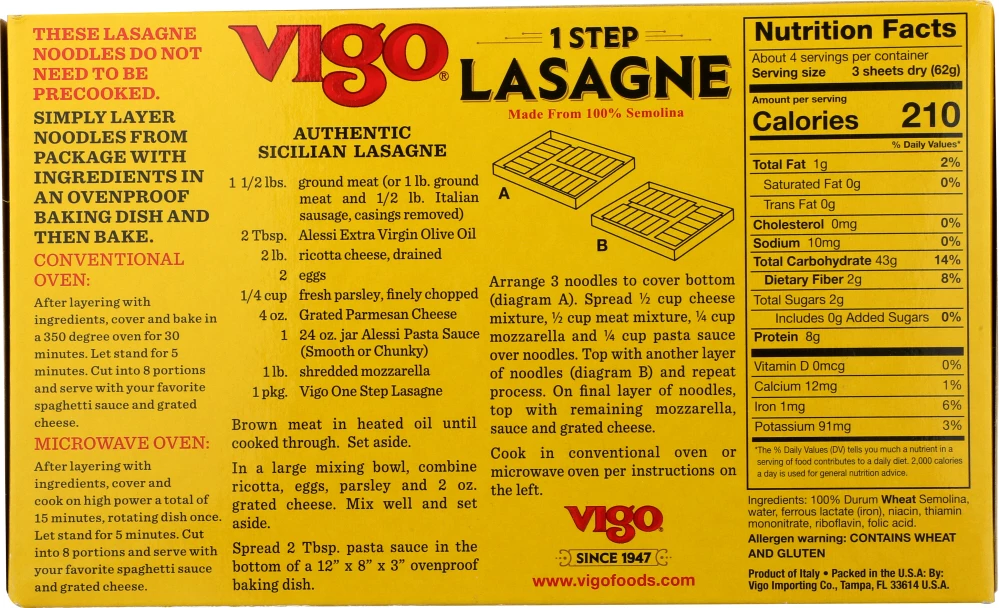 THESE LASAGNE
NOODLES DO NOT
NEED TO BE
PRECOOKED.
SIMPLY LAYER
NOODLES FROM
PACKAGE WITH
INGREDIENTS IN
AN OVENPROOF
BAKING DISH AND
THEN BAKE.
CONVENTIONAL
OVEN:
After layering with
ingredients, cover and bake in
a 350 degree oven for 30
minutes. Let stand for 5
minutes. Cut into 8 portions
and serve with your favorite
spaghetti sauce and grated
cheese.
MICROWAVE OVEN:
After layering with
ingredients, cover and
cook on high power a total of
15 minutes, rotating dish once.
Let stand for 5 minutes. Cut
into 8 portions and serve with
your favorite spaghetti sauce
and grated cheese.
Vigo®
AUTHENTIC
SICILIAN LASAGNE
1 1/2 lbs. ground meat (or 1 lb. ground
meat and 1/2 lb. Italian
sausage, casings removed)
2 Tbsp. Alessi Extra Virgin Olive Oil
2 lb. ricotta cheese, drained
2 eggs
1/4 cup fresh parsley, finely chopped
4 oz. Grated Parmesan Cheese
1 24 oz. jar Alessi Pasta Sauce
(Smooth or Chunky)
1 lb. shredded mozzarella
1 pkg. Vigo One Step Lasagne
Brown meat in heated oil until
cooked through. Set aside.
In a large mixing bowl, combine
ricotta, eggs, parsley and 2 oz.
grated cheese. Mix well and set
aside.
Spread 2 Tbsp. pasta sauce in the
bottom of a 12” x 8” x 3” ovenproof
baking dish.
1 STEP
LASAGNE
Made From 100% Semolina
A
B
Arrange 3 noodles to cover bottom
(diagram A). Spread ½ cup cheese
mixture, ½ cup meat mixture, ¼ cup
mozzarella and ¼ cup pasta sauce
over noodles. Top with another layer
of noodles (diagram B) and repeat
process. On final layer of noodles,
top with remaining mozzarella,
sauce and grated cheese.
Cook in conventional oven or
microwave oven per instructions on
the left.
Vigo®
SINCE 1947
www.vigofoods.com
Nutrition Facts
About 4 servings per container
Serving size 3 sheets dry (62g)
Amount per serving
Calories 210
% Daily Values*
Total Fat 1g 2%
Saturated Fat 0g 0%
Trans Fat 0g
Cholesterol 0mg 0%
Sodium 10mg 0%
Total Carbohydrate 43g 14%
Dietary Fiber 2g 8%
Total Sugars 2g
Includes 0g Added Sugars 0%
Protein 8g
Vitamin D 0mcg 0%
Calcium 12mg 1%
Iron 1mg 6%
Potassium 91mg 3%
*The % Daily Values (DV) tells you much a nutrient in a
serving of food contributes to a daily diet. 2,000 calories
a day is used for general nutrition advice.
Ingredients: 100% Durum Wheat Semolina,
water, ferrous lactate (iron), niacin, thiamin
mononitrate, riboflavin, folic acid.
Allergen warning: CONTAINS WHEAT
AND GLUTEN
Product of Italy • Packed in the U.S.A: By:
Vigo Importing Co., Tampa, FL 33614 U.S.A.